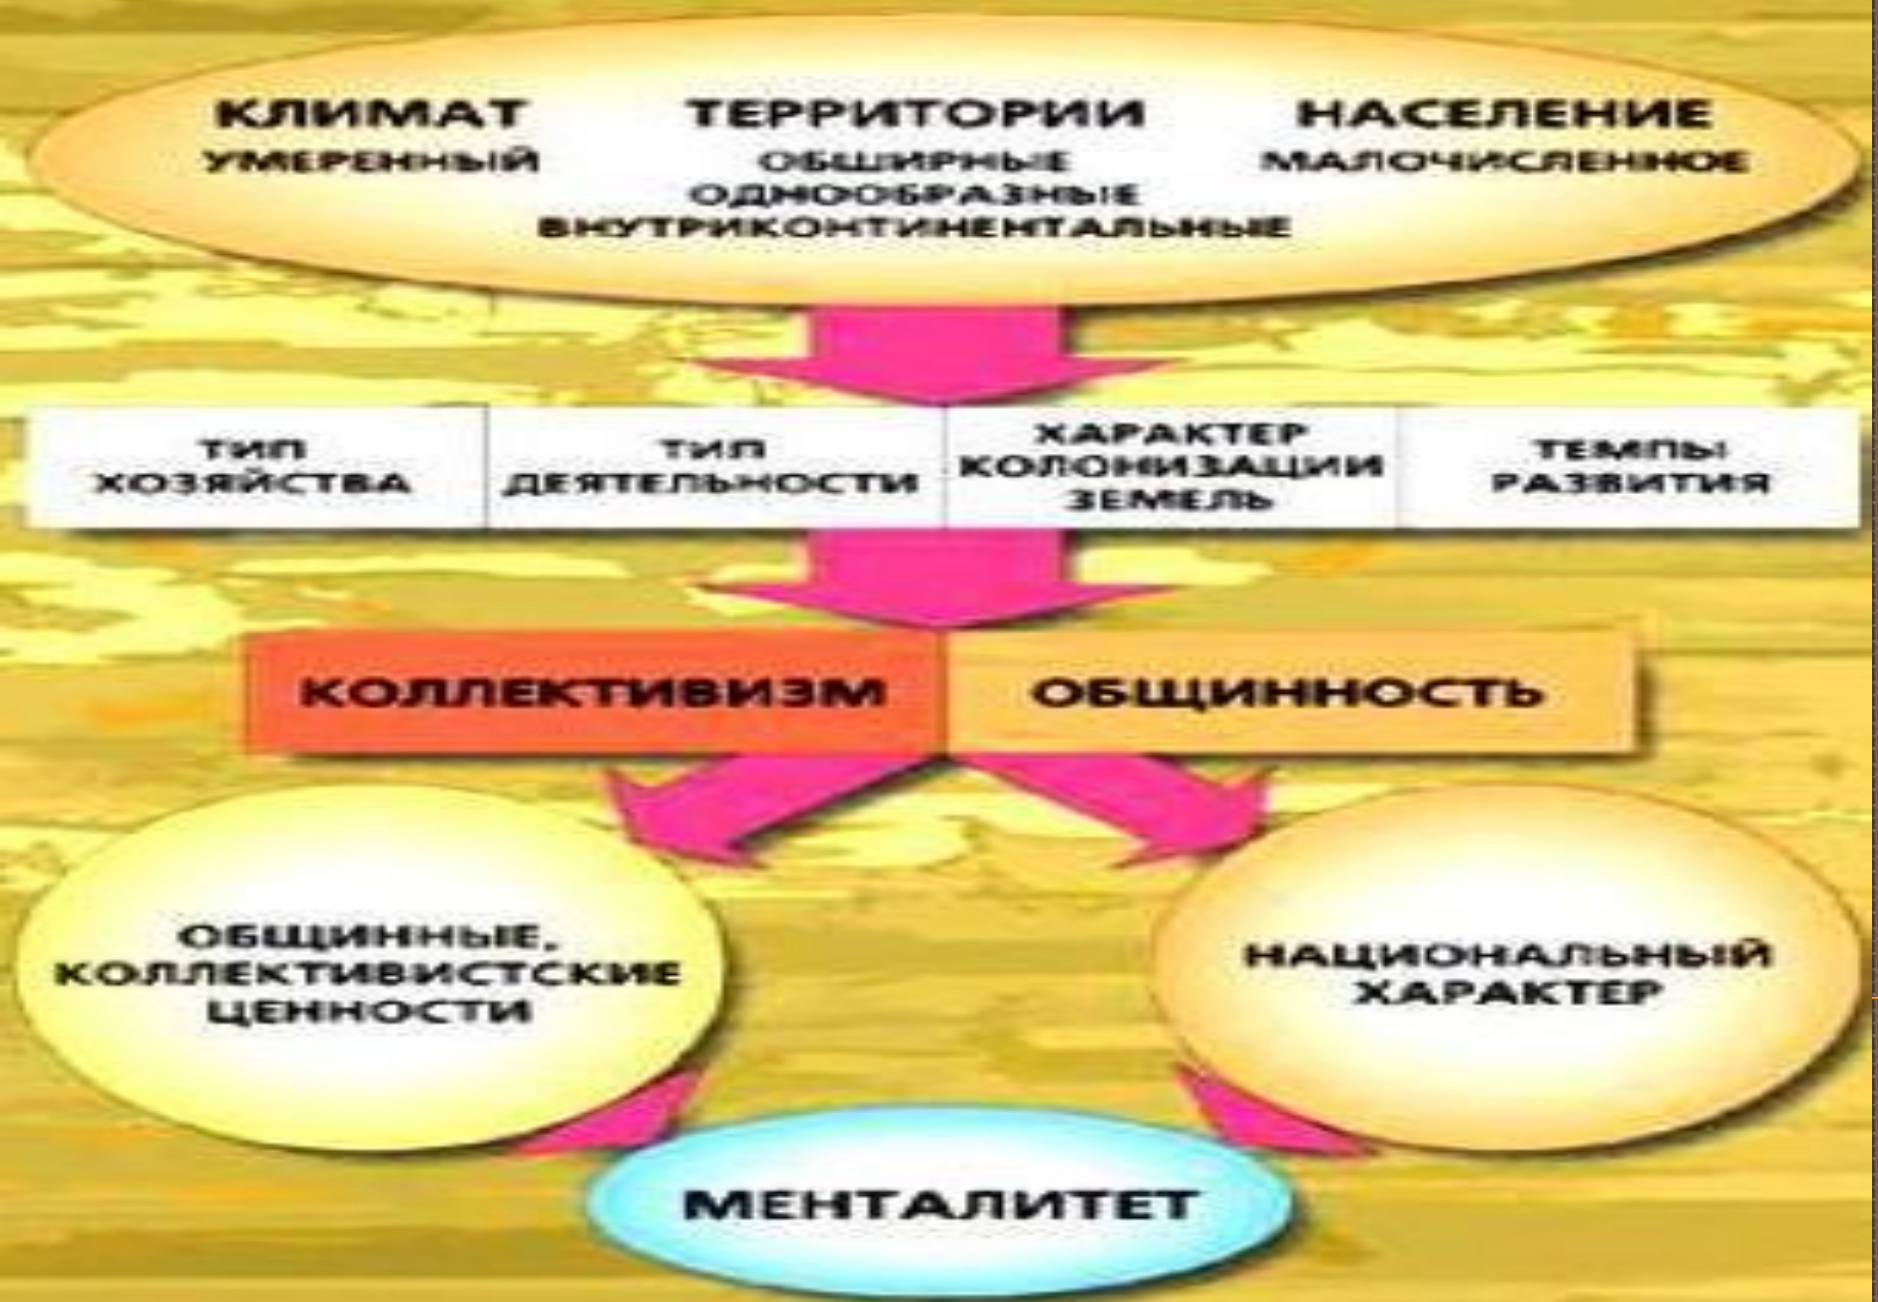 КЛИМАТ ТЕРРИТОРИИ НАСЕЛЕНИЕ
УМЕРЕННЫЙ ОБШИРНЫЕ МАЛОЧИСЛЕННОЕ
ОДНООБРАЗНЫЕ
ВНУТРИКОНТИНЕНТАЛЬНЫЕ
ТИП
ХОЗЯЙСТВА
ТИП
ДЕЯТЕЛЬНОСТИ
ХАРАКТЕР
КОЛОНИЗАЦИИ
ЗЕМЕЛЬ
ТЕМПЫ
РАЗВИТИЯ
КОЛЛЕКТИВИЗМ
ОБЩИННОСТЬ
ОБЩИННЫЕ,
КОЛЛЕКТИВИСТСКИЕ
ЦЕННОСТИ
НАЦИОНАЛЬНЫЙ
ХАРАКТЕР
МЕНТАЛИТЕТ